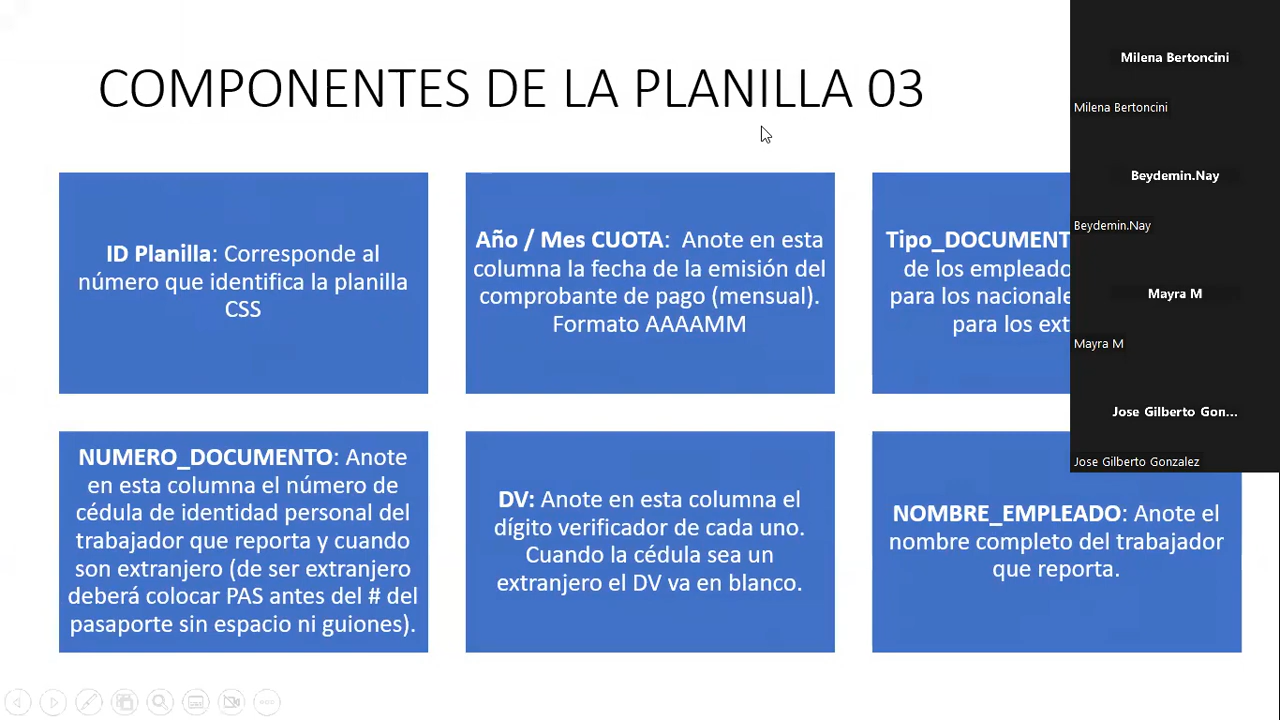 COMPONENTES DE LA PLANILLA 03
ID Planilla: Corresponde al
número que identifica la planilla
CSS
Año / Mes CUOTA: Anote en esta
columna la fecha de la emisión del
comprobante de pago (mensual).
Formato AAAAMM
de los
para los
para los
NUMERO_DOCUMENTO: Anote
en esta columna el número de
cédula de identidad personal del
trabajador que reporta y cuando
son extranjero (de ser extranjero
deberá colocar PAS antes del # del
pasaporte sin espacio ni guiones).
DV: Anote en esta columna el
dígito verificador de cada uno.
Cuando la cédula sea un
extranjero el DV va en blanco.
NOMBRE_EMPLEADO: Anote el
nombre completo del trabajador
que reporta.
Milena Bertoncini
Milena Bertoncini
Beydemin.Nay
Beydemin.Nay
Mayra M
Mayra M
Jose Gilberto Gon...
Jose Gilberto Gonzalez